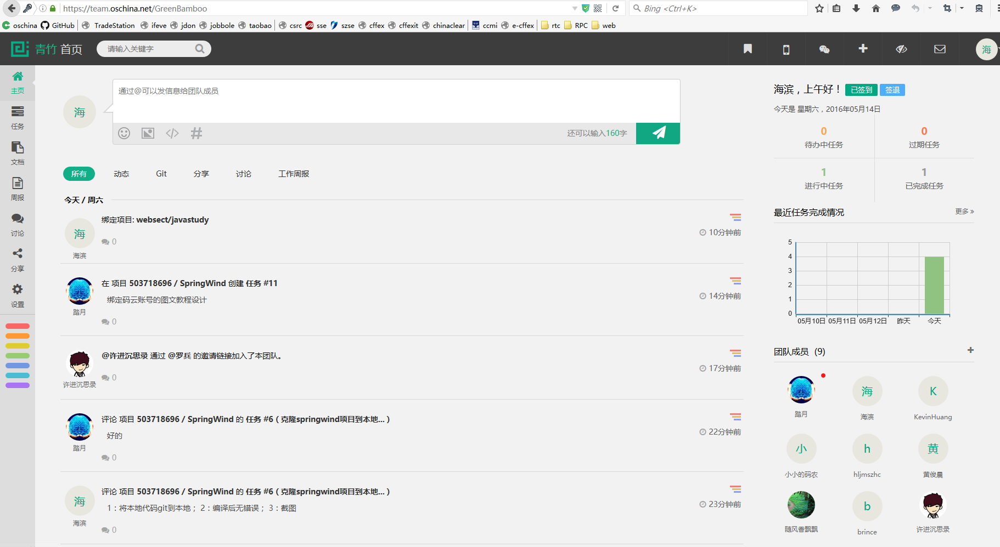 https://team.oschina.net/GreenBamboo
Bing <Ctrl+K>
oschina GitHub TradeStation ifeve jdon jobbole taobao csrc sse szse cffex cffexit chinaclear ccmi e-cffex rtc RPC web
青竹 首页
请输入关键字
海
主页
任务
文档
周报
讨论
分享
设置
海
通过@可以发信息给团队成员
还可以输入160字
所有 动态 Git 分享 讨论 工作周报
今天 / 周六
海
海滨
绑定项目: websect/javastudy
0
10分钟前
踏月
在 项目 503718696 / SpringWind 创建 任务 #11
绑定码云账号的图文教程设计
0
14分钟前
许进沉思录
@许进沉思录 通过 @罗兵 的邀请链接加入了本团队。
0
17分钟前
踏月
评论 项目 503718696 / SpringWind 的 任务 #6 ( 克隆springwind项目到本地... )
好的
0
22分钟前
海
海滨
评论 项目 503718696 / SpringWind 的 任务 #6 ( 克隆springwind项目到本地... )
1：将本地代码git到本地； 2：编译后无错误； 3：截图
0
23分钟前
海滨，上午好！ 已签到 签退
今天是 星期六，2016年05月14日
0
待办中任务
0
过期任务
1
进行中任务
1
已完成任务
最近任务完成情况 更多 »
5
4
3
2
1
0
05月10日 05月11日 05月12日 昨天 今天
团队成员 (9)
海 K
踏月 海滨 KevinHuang
小 h 黄
小小的码农 hljmszhc 黄俊晨
b
随风香飘飘 brince 许进沉思录